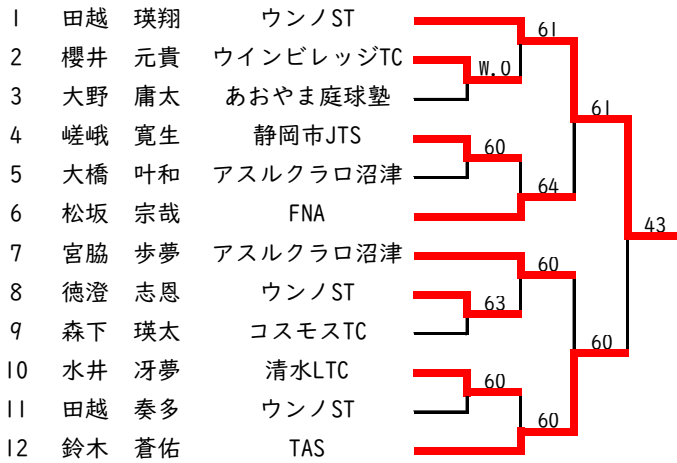 1 田越 瑛翔 ウンノST
2 櫻井 元貴 ウインビレッジTC
3 大野 庸太 あおやま庭球塾
4 嵯峨 寛生 静岡市JTS
5 大橋 叶和 アスルクラロ沼津
6 松坂 宗哉 FNA
7 宮脇 歩夢 アスルクラロ沼津
8 徳澄 志恩 ウンノST
9 森下 瑛太 コスモスTC
10 水井 冴夢 清水LTC
11 田越 奏多 ウンノST
12 鈴木 蒼佑 TAS
61
W.O
61
60
64
43
60
63
60
60
60